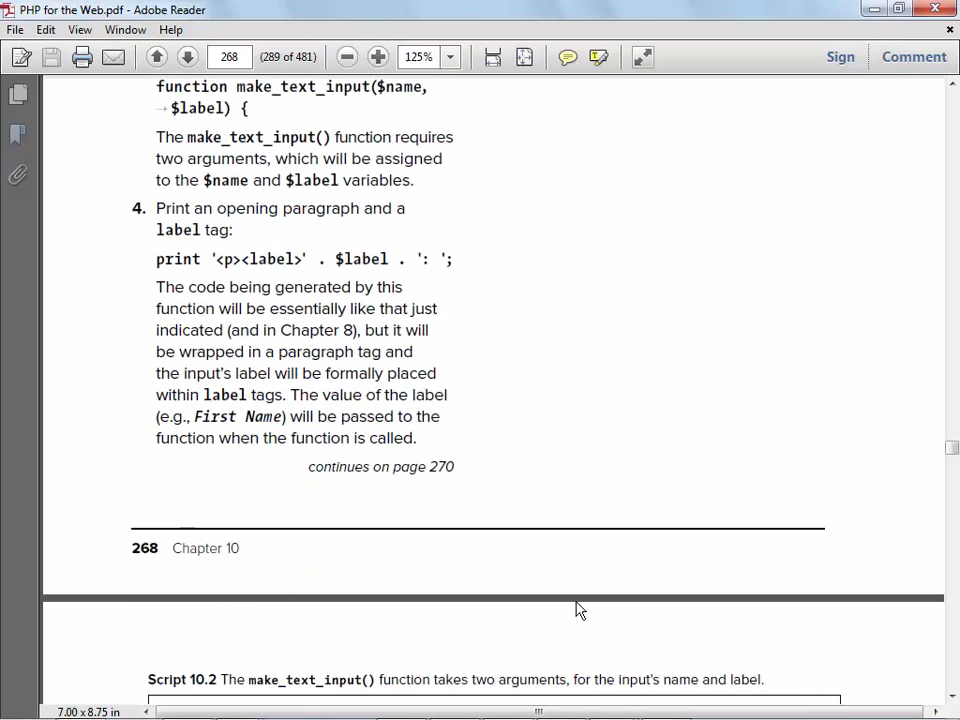 PHP for the Web.pdf - Adobe Reader
File Edit View Window Help
268 (289 of 481) 125% Sign Comment
function make_text_input($name,
→ $label) {
The make_text_input() function requires
two arguments, which will be assigned
to the $name and $label variables.
4. Print an opening paragraph and a
label tag:
print '<p><label>' . $label . ': ';
The code being generated by this
function will be essentially like that just
indicated (and in Chapter 8), but it will
be wrapped in a paragraph tag and
the input's label will be formally placed
within label tags. The value of the label
(e.g., First Name) will be passed to the
function when the function is called.
continues on page 270
268 Chapter 10
Script 10.2 The make_text_input() function takes two arguments, for the input's name and label.
7.00 x 8.75 in